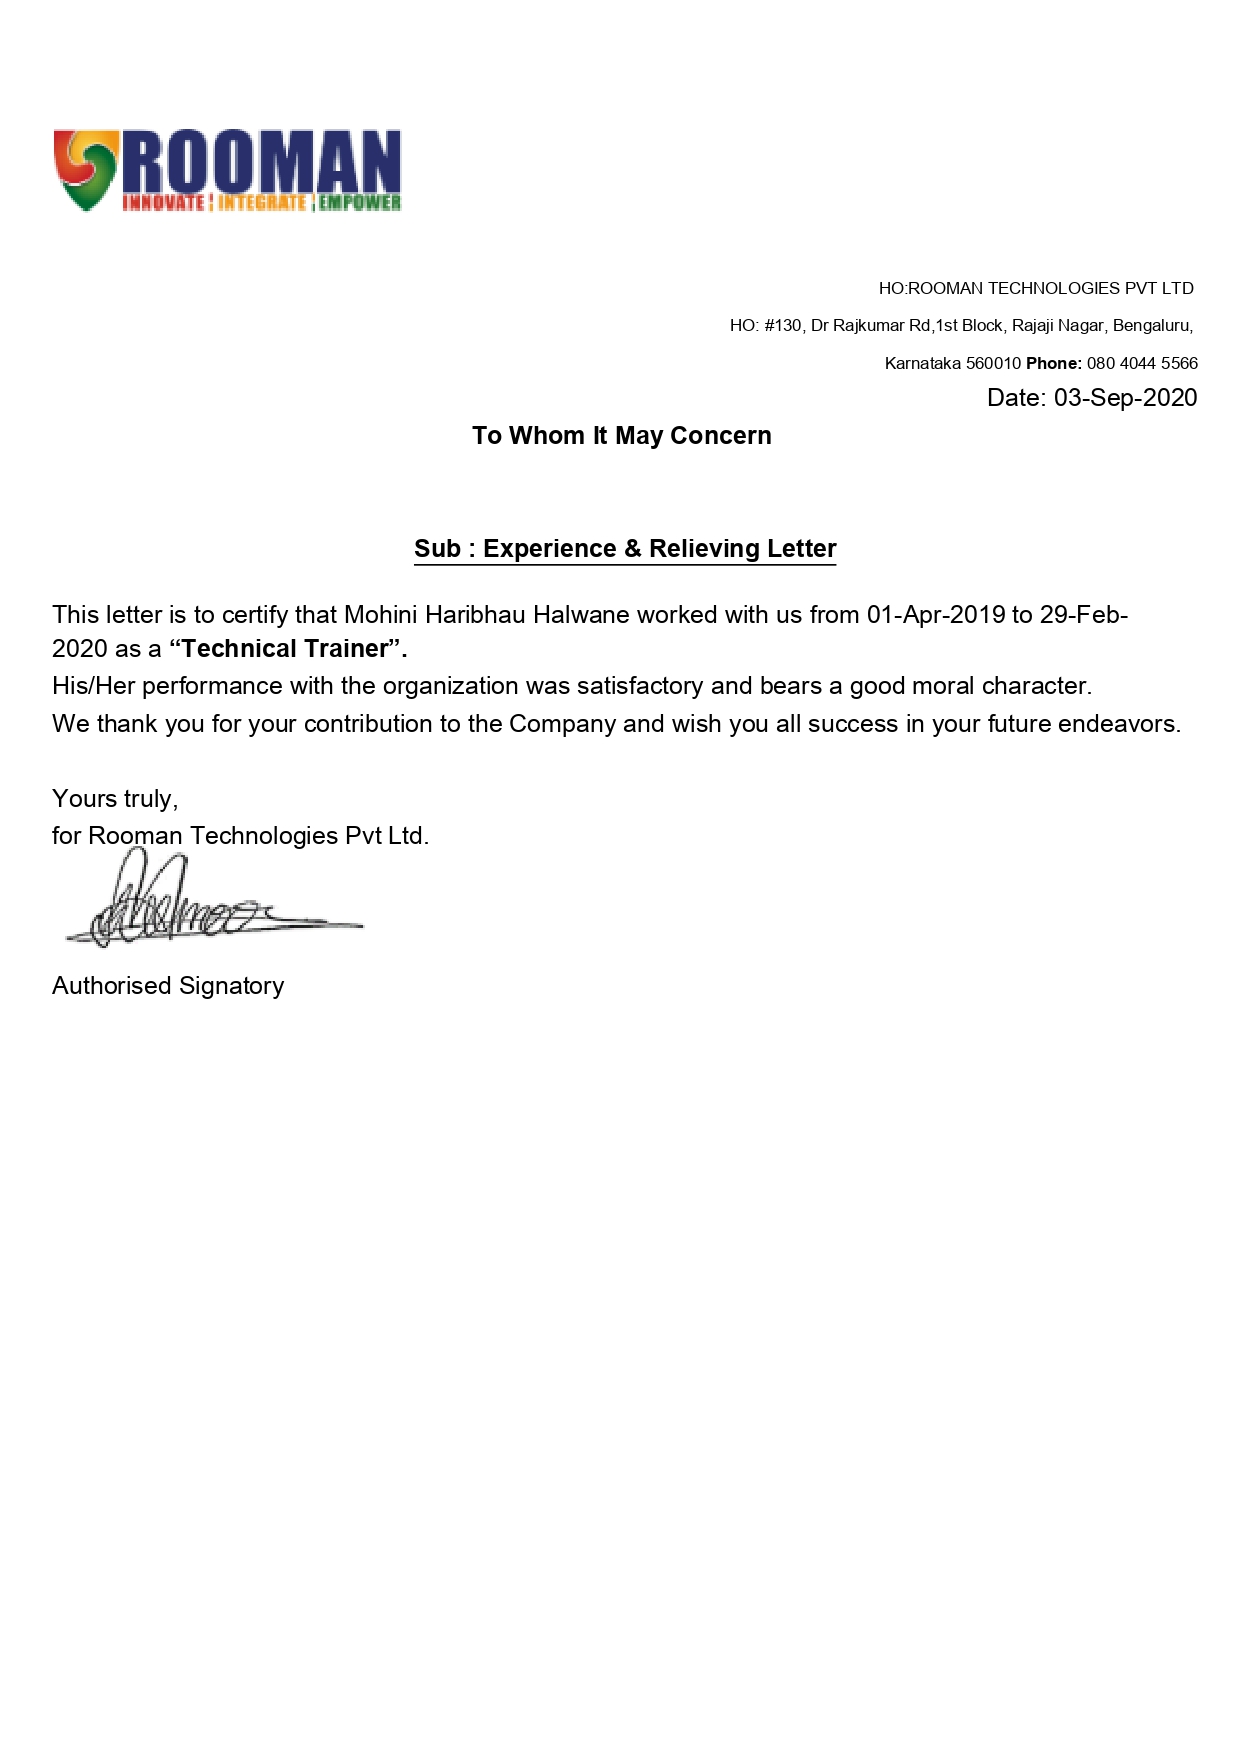 ROOMAN
INNOVATE | INTEGRATE | EMPOWER
HO:ROOMAN TECHNOLOGIES PVT LTD
HO: #130, Dr Rajkumar Rd,1st Block, Rajaji Nagar, Bengaluru,
Karnataka 560010 Phone: 080 4044 5566
Date: 03-Sep-2020
To Whom It May Concern
Sub : Experience & Relieving Letter
This letter is to certify that Mohini Haribhau Halwane worked with us from 01-Apr-2019 to 29-Feb-
2020 as a “Technical Trainer”.
His/Her performance with the organization was satisfactory and bears a good moral character.
We thank you for your contribution to the Company and wish you all success in your future endeavors.
Yours truly,
for Rooman Technologies Pvt Ltd.
Authorised Signatory